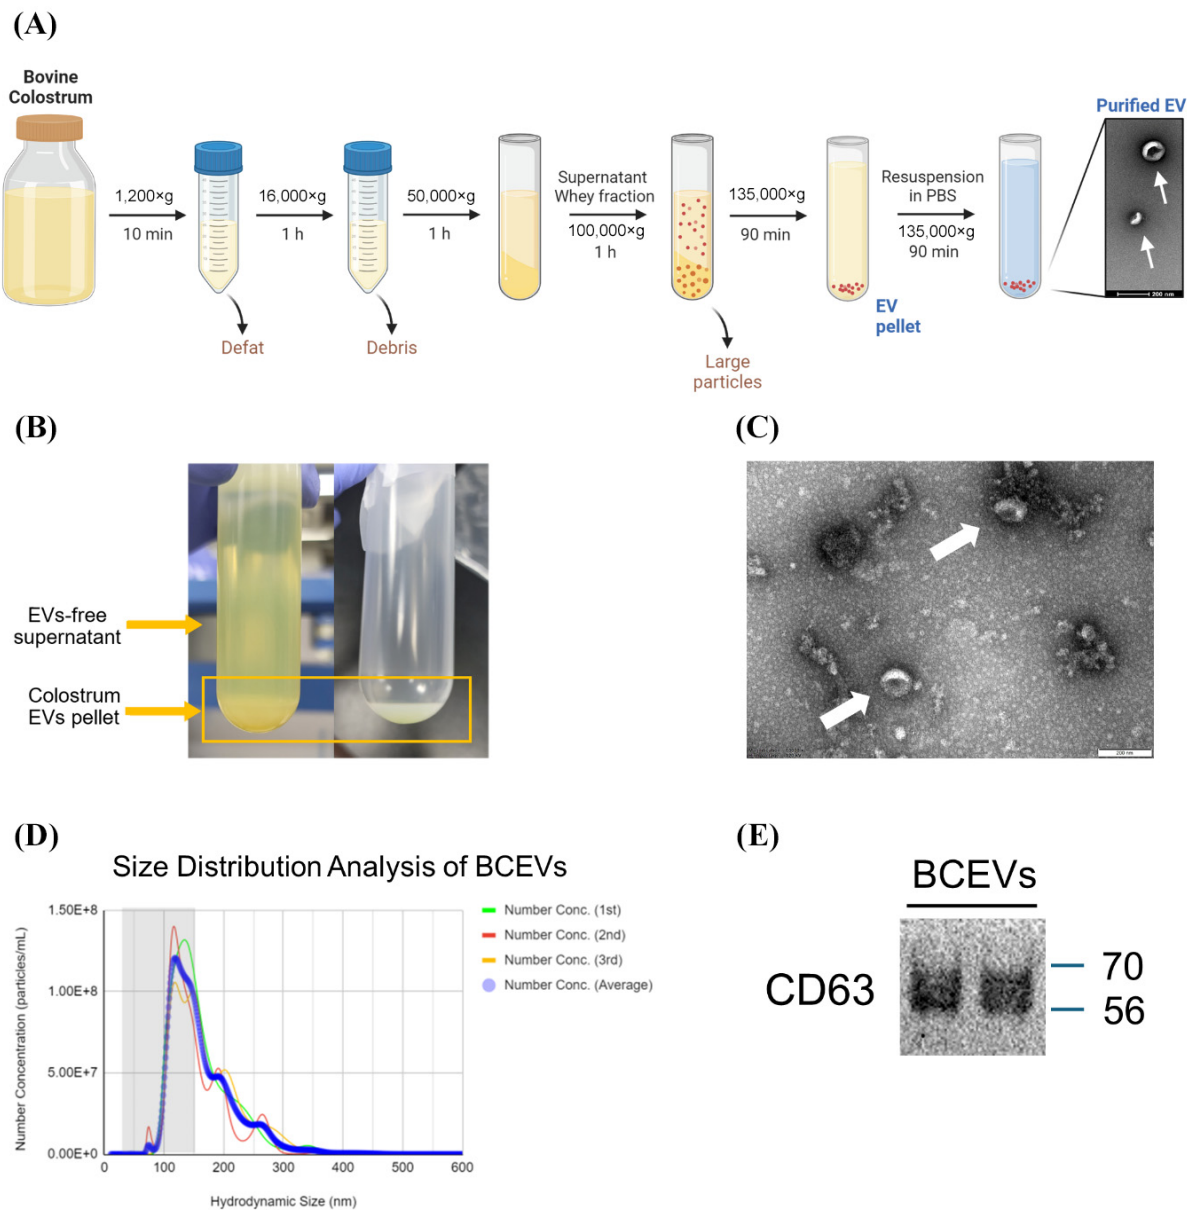 (A)
Bovine
Colostrum
1,200×g
10 min
16,000×g
1 h
50,000×g
1 h
Supernatant
Whey fraction
100,000×g
1 h
135,000×g
90 min
Resuspension
in PBS
135,000×g
90 min
Purified EV
200 nm
Defat
Debris
Large
particles
EV
pellet
(B)
EVs-free
supernatant
Colostrum
EVs pellet
(C)
200 nm
(D)
Size Distribution Analysis of BCEVs
Number Concentration (particles/mL)
1.50E+8
1.00E+8
5.00E+7
0.00E+0
0 100 200 300 400 500 600
Hydrodynamic Size (nm)
Number Conc. (1st)
Number Conc. (2nd)
Number Conc. (3rd)
Number Conc. (Average)
(E)
BCEVs
CD63
70
56